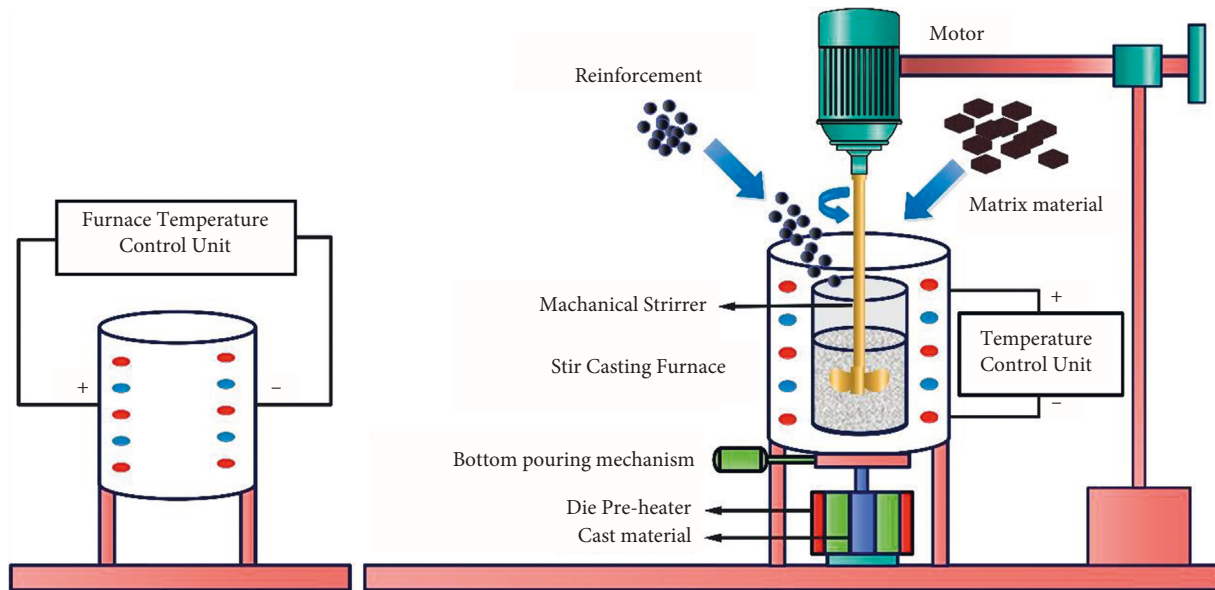 Furnace Temperature
Control Unit
+
−
Reinforcement
Motor
Matrix material
Machanical Strirrer
Stir Casting Furnace
+
Temperature
Control Unit
−
Bottom pouring mechanism
Die Pre-heater
Cast material